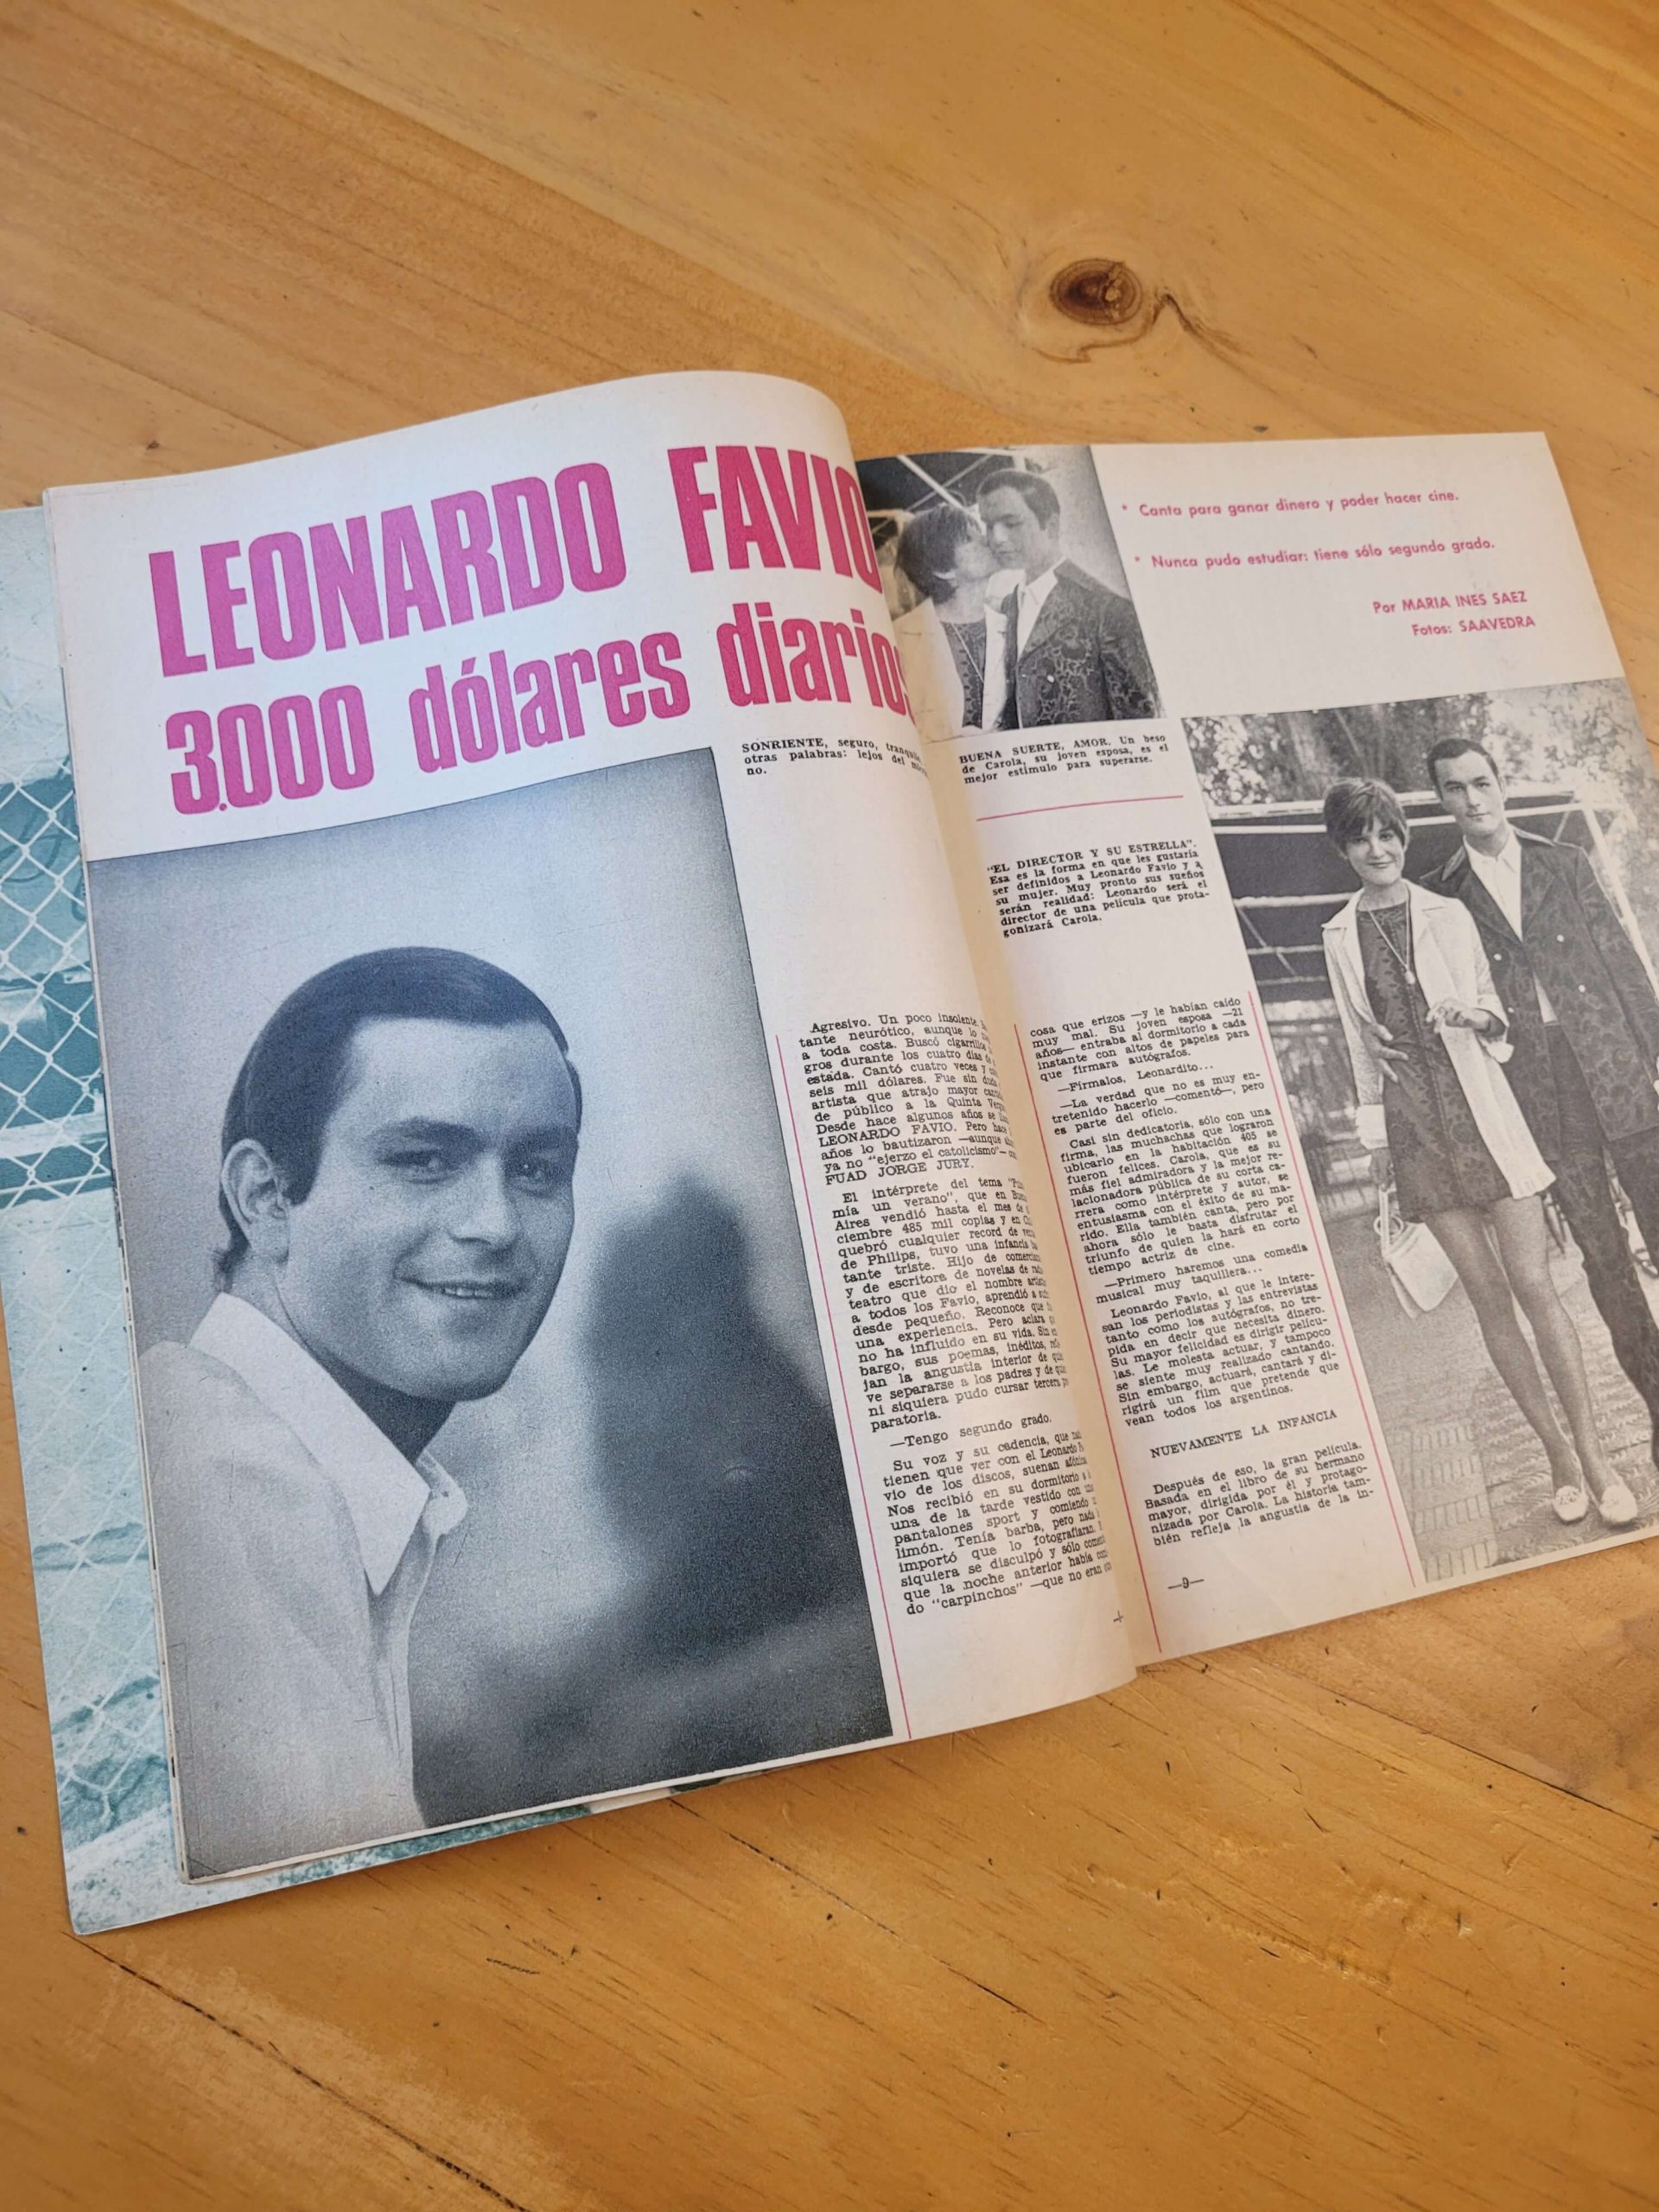 LEONARDO FAVIO
3.000 dólares diarios
SONRIENTE, seguro,
otras palabras: lejos del
no.
Agresivo. Un poco insolente.
tante neurótico, aunque lo
a toda costa. Buscó cigarrillos
gros durante los cuatro días de
estada. Cantó cuatro veces y
seis mil dólares. Fue sin duda
artista que atrajo mayor
de público a la Quinta
Desde hace algunos años se
LEONARDO FAVIO. Pero hace
años lo bautizaron —aunque
ya no "ejerzo el catolicismo"—
FUAD JORGE JURY.
El intérprete del tema
mía un verano", que en
Aires vendió hasta el mes de
ciembre 485 mil copias y en
quebró cualquier record de
de Philips, tuvo una infancia
tante triste. Hijo de
y de escritora de novelas de
teatro que dio el nombre
a todos los Favio, aprendió a
desde pequeño. Reconoce que
una experiencia. Pero aclara
no ha influido en su vida. Sin
bargo, sus poemas, inéditos,
jan la angustia interior de
ve separarse a los padres y de
ni siquiera pudo cursar tercera
paratoria.
—Tengo segundo grado.
Su voz y su cadencia, que
tienen que ver con el Leonardo
vio de los discos, suenan
Nos recibió en su dormitorio a
una de la tarde vestido con
pantalones sport y comiendo
limón. Tenía barba, pero nada
importó que lo fotografiaran.
siquiera se disculpó y sólo
que la noche anterior había
do "carpinchos" —que no eran
* Canta para ganar dinero y poder hacer cine.
* Nunca pudo estudiar: tiene sólo segundo grado.
Por MARIA INES SAEZ
Fotos: SAAVEDRA
BUENA SUERTE, AMOR. Un beso
de Carola, su joven esposa, es el
mejor estímulo para superarse.
"EL DIRECTOR Y SU ESTRELLA".
Esa es la forma en que les gustaría
ser definidos a Leonardo Favio y a
su mujer. Muy pronto sus sueños
serán realidad: Leonardo será el
director de una película que prota-
gonizará Carola.
cosa que erizos —y le habían caído
muy mal. Su joven esposa —21
años— entraba al dormitorio a cada
instante con altos de papeles para
que firmara autógrafos.
—Fírmalos, Leonardito...
—La verdad que no es muy en-
tretenido hacerlo —comentó—, pero
es parte del oficio.
Casi sin dedicatoria, sólo con una
firma, las muchachas que lograron
ubicarlo en la habitación 405 se
fueron felices. Carola, que es su
más fiel admiradora y la mejor re-
lacionadora pública de su corta ca-
rrera como intérprete y autor, se
entusiasma con el éxito de su ma-
rido. Ella también canta, pero por
ahora sólo le basta disfrutar el
triunfo de quien la hará en corto
tiempo actriz de cine.
—Primero haremos una comedia
musical muy taquillera...
Leonardo Favio, al que le intere-
san los periodistas y las entrevistas
tanto como los autógrafos, no tre-
pida en decir que necesita dinero.
Su mayor felicidad es dirigir pelícu-
las. Le molesta actuar, y tampoco
se siente muy realizado cantando.
Sin embargo, actuará, cantará y di-
rigirá un film que pretende que
vean todos los argentinos.
NUEVAMENTE LA INFANCIA
Después de eso, la gran película.
Basada en el libro de su hermano
mayor, dirigida por él y protago-
nizada por Carola. La historia tam-
bién refleja la angustia de la in-
—9—